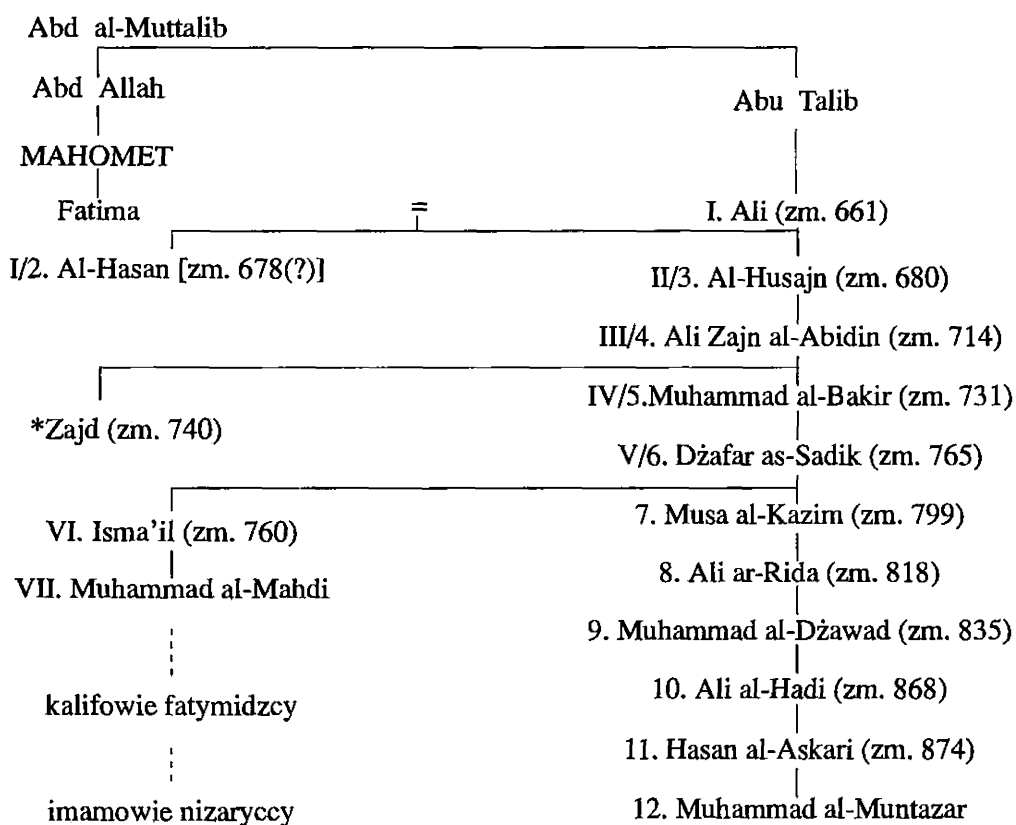 Abd al-Muttalib
Abd Allah
Abu Talib
MAHOMET
Fatima = I. Ali (zm. 661)
I/2. Al-Hasan [zm. 678(?)]
II/3. Al-Husajn (zm. 680)
III/4. Ali Zajn al-Abidin (zm. 714)
IV/5.Muhammad al-Bakir (zm. 731)
*Zajd (zm. 740)
V/6. Dżafar as-Sadik (zm. 765)
7. Musa al-Kazim (zm. 799)
VI. Isma'il (zm. 760)
8. Ali ar-Rida (zm. 818)
VII. Muhammad al-Mahdi
9. Muhammad al-Dżawad (zm. 835)
10. Ali al-Hadi (zm. 868)
kalifowie fatymidzcy
11. Hasan al-Askari (zm. 874)
imamowie nizaryccy
12. Muhammad al-Muntazar